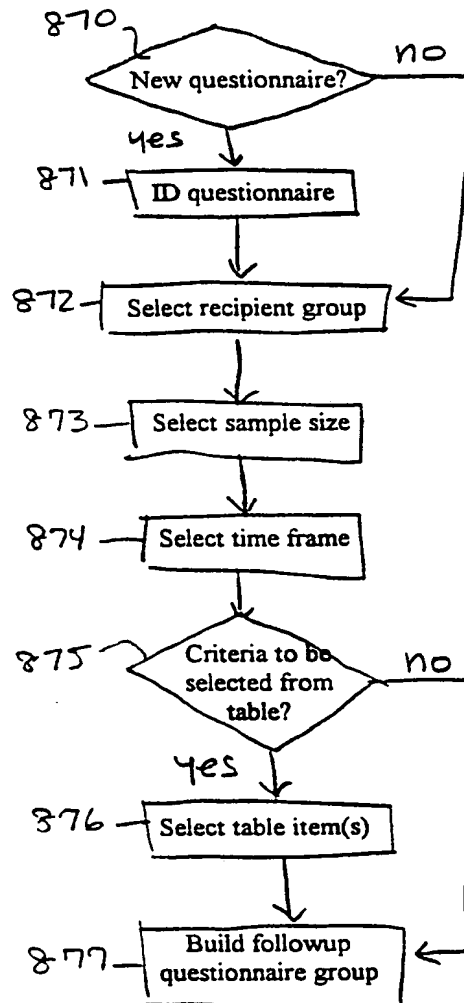 870
New questionnaire?
no
yes
871
ID questionnaire
872
Select recipient group
873
Select sample size
874
Select time frame
875
Criteria to be
selected from
table?
no
yes
876
Select table item(s)
877
Build followup
questionnaire group